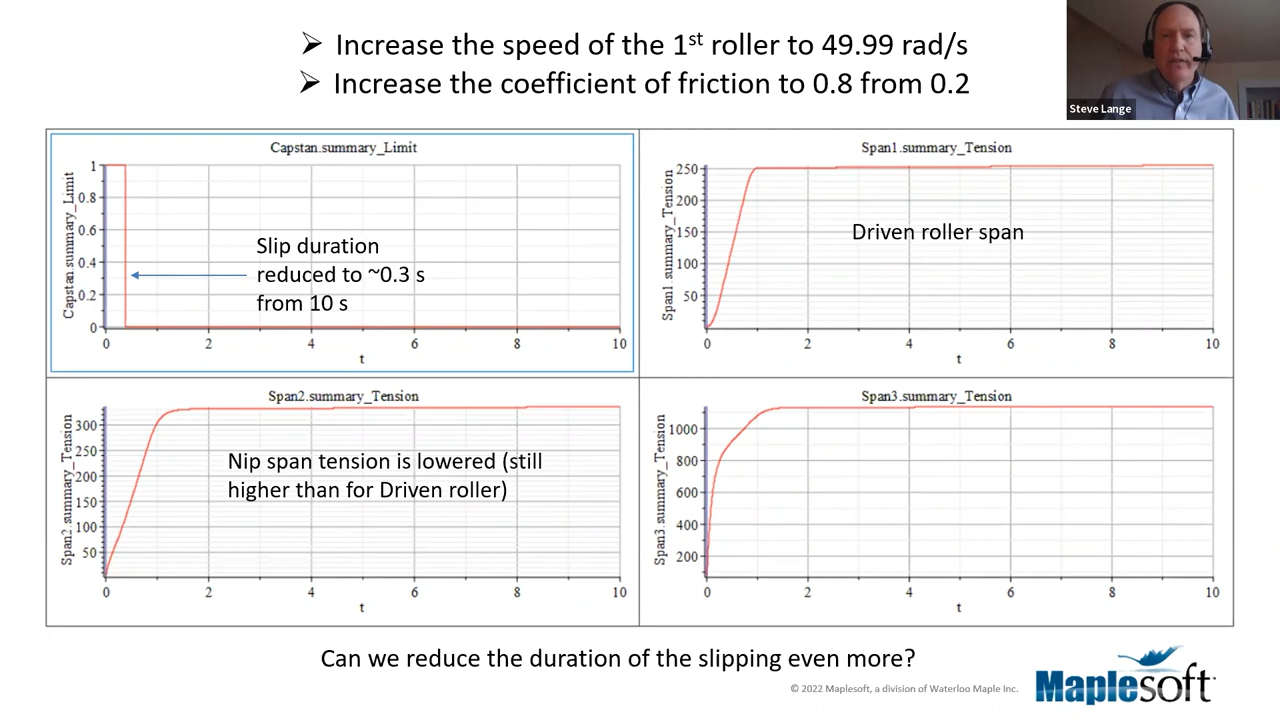 ➢ Increase the speed of the 1st roller to 49.99 rad/s
➢ Increase the coefficient of friction to 0.8 from 0.2
Steve Lange
Capstan.summary_Limit
Capstan.summary_Limit
1
0.8
0.6
0.4
0.2
0
Slip duration
reduced to ~0.3 s
from 10 s
0 2 4 6 8 10
t
Span1.summary_Tension
Span1.summary_Tension
250
200
150
100
50
Driven roller span
0 2 4 6 8 10
t
Span2.summary_Tension
Span2.summary_Tension
300
250
200
150
100
50
Nip span tension is lowered (still
higher than for Driven roller)
0 2 4 6 8 10
t
Span3.summary_Tension
Span3.summary_Tension
1000
800
600
400
200
0 2 4 6 8 10
t
Can we reduce the duration of the slipping even more?
© 2022 Maplesoft, a division of Waterloo Maple Inc.
Maplesoft